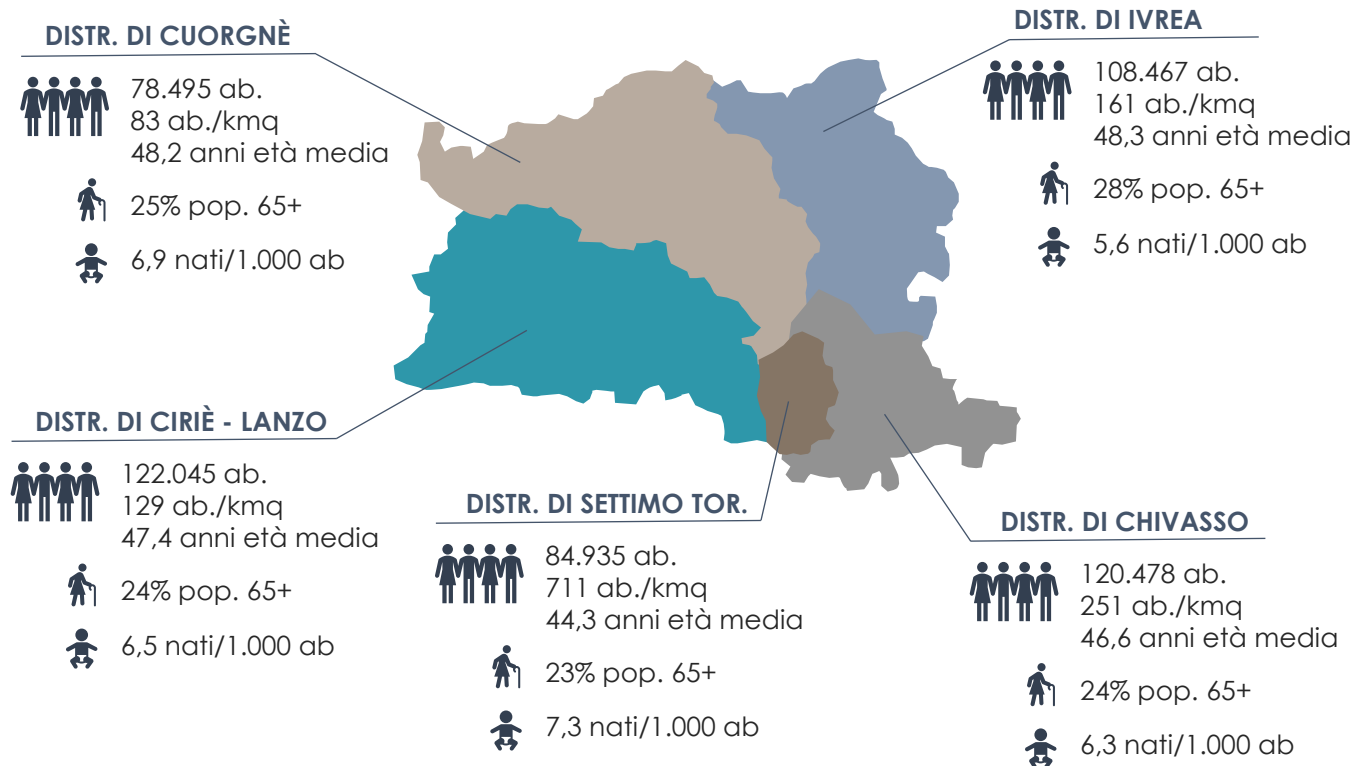 DISTR. DI CUORGNÈ
78.495 ab.
83 ab./kmq
48,2 anni età media
25% pop. 65+
6,9 nati/1.000 ab
DISTR. DI IVREA
108.467 ab.
161 ab./kmq
48,3 anni età media
28% pop. 65+
5,6 nati/1.000 ab
DISTR. DI CIRIÈ - LANZO
122.045 ab.
129 ab./kmq
47,4 anni età media
24% pop. 65+
6,5 nati/1.000 ab
DISTR. DI SETTIMO TOR.
84.935 ab.
711 ab./kmq
44,3 anni età media
23% pop. 65+
7,3 nati/1.000 ab
DISTR. DI CHIVASSO
120.478 ab.
251 ab./kmq
46,6 anni età media
24% pop. 65+
6,3 nati/1.000 ab